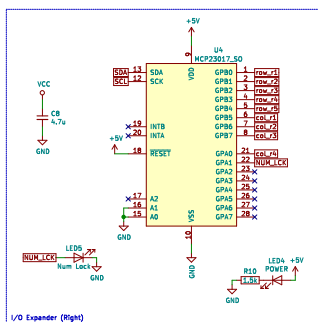 +5V
U4
MCP23017_SO
VCC
C8
4.7u
GND
SDA 13 SDA
SCL 12 SCK
9
VDD
GPB0 1 row_r1
GPB1 2 row_r2
GPB2 3 row_r3
GPB3 4 row_r4
GPB4 5 row_r5
GPB5 6 col_r1
GPB6 7 col_r2
GPB7 8 col_r3
19 INTB
20 INTA
+5V
18 RESET
GPA0 21 col_r4
GPA1 22 NUM_LCK
GPA2 23
GPA3 24
GPA4 25
GPA5 26
GPA6 27
GPA7 28
17 A2
16 A1
15 A0
VSS
10
GND
GND
NUM_LCK
LED5
Num Lock
GND
R10
1.5k
GND
LED4
POWER
+5V
I/O Expander (Right)